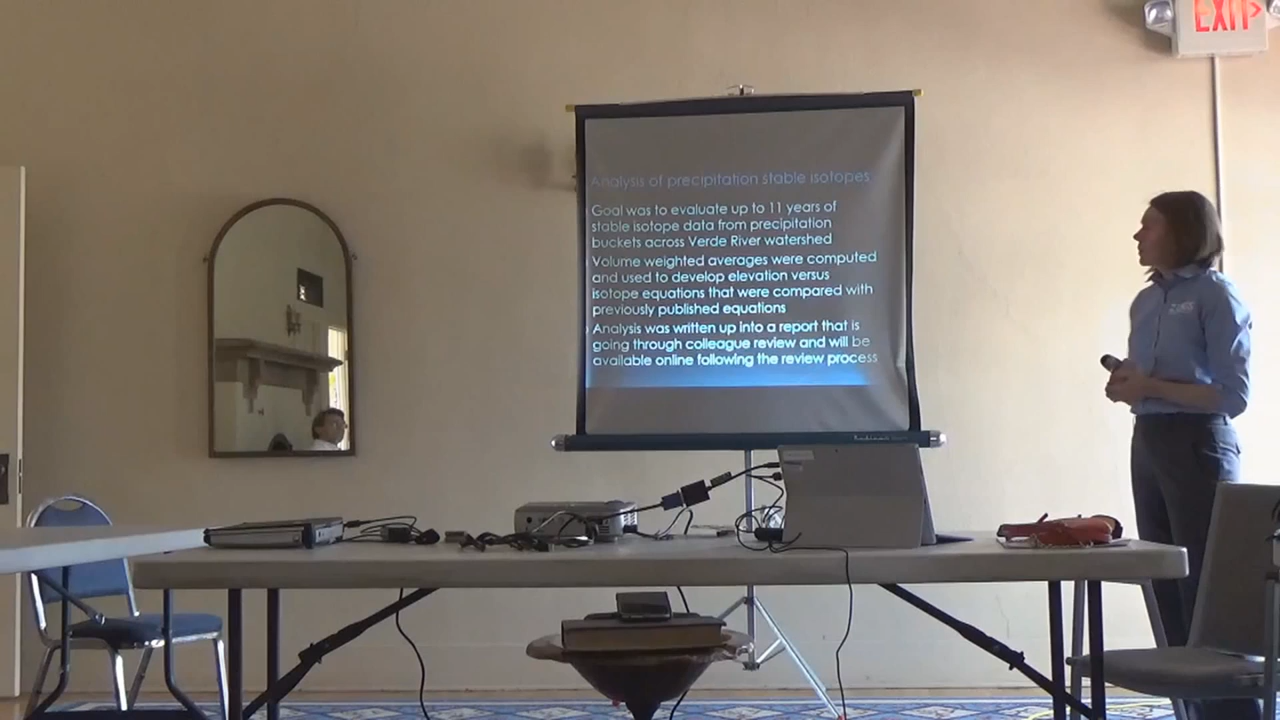 EXIT
Analysis of precipitation stable isotopes
Goal was to evaluate up to 11 years of
stable isotope data from precipitation
buckets across Verde River watershed
Volume weighted averages were computed
and used to develop elevation versus
isotope equations that were compared with
previously published equations
Analysis was written up into a report that is
going through colleague review and will be
available online following the review process